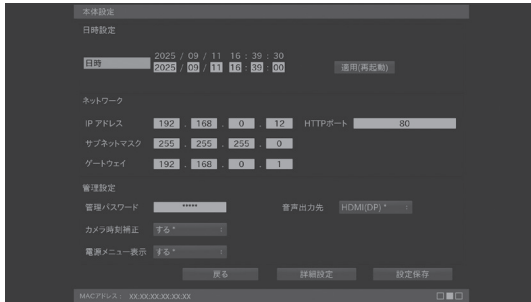 本体設定
日時設定
2025 / 09 / 11 16 : 39 : 30
日時 2025 / 09 / 11 16 : 39 : 00 適用(再起動)
ネットワーク
IP アドレス 192 . 168 . 0 . 12 HTTPポート 80
サブネットマスク 255 . 255 . 255 . 0
ゲートウェイ 192 . 168 . 0 . 1
管理設定
管理パスワード ***** 音声出力先 HDMI(DP) *
カメラ時刻補正 する *
電源メニュー表示 する *
戻る 詳細設定 設定保存
MACアドレス : XX.XX.XX.XX.XX.XX